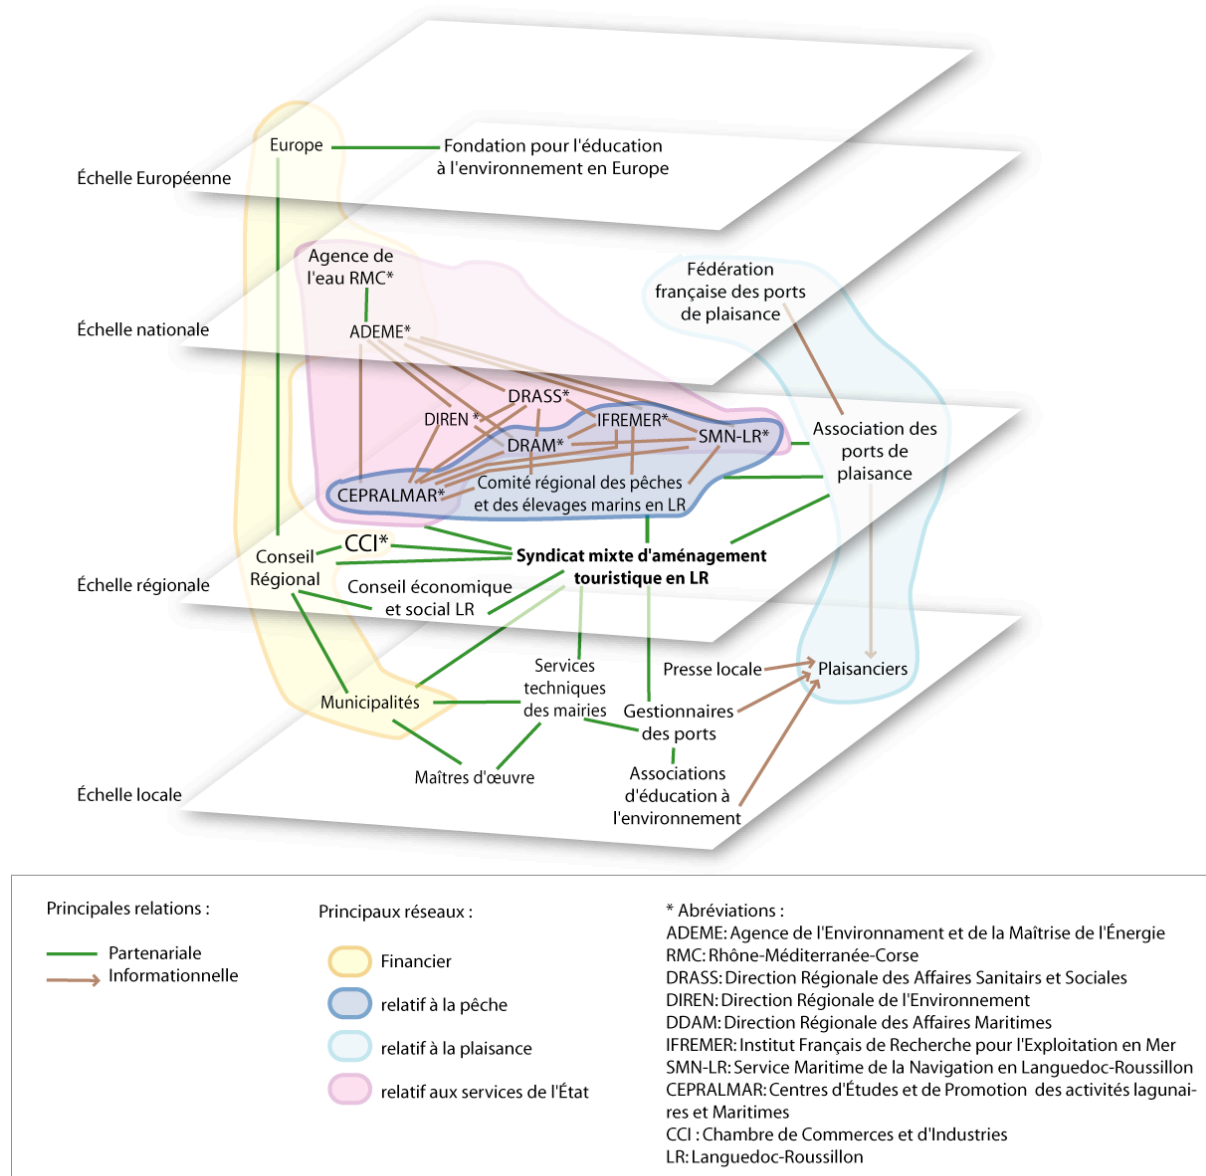 Europe
Fondation pour l'éducation
à l'environnement en Europe
Échelle Européenne
Agence de
l'eau RMC*
Fédération
française des ports
de plaisance
Échelle nationale
ADEME*
DRASS*
DIREN *
IFREMER*
DRAM*
SMN-LR*
Association des
ports de
plaisance
CEPRALMAR*
Comité régional des pêches
et des élevages marins en LR
CCI*
Conseil
Régional
Syndicat mixte d'aménagement
touristique en LR
Échelle régionale
Conseil économique
et social LR
Services
techniques
des mairies
Presse locale
Plaisanciers
Municipalités
Gestionnaires
des ports
Maîtres d'œuvre
Associations
d'éducation à
l'environnement
Échelle locale
Principales relations :
Partenariale
Informationnelle
Principaux réseaux :
Financier
relatif à la pêche
relatif à la plaisance
relatif aux services de l'État
* Abréviations :
ADEME: Agence de l'Environnament et de la Maîtrise de l'Énergie
RMC: Rhône-Méditerranée-Corse
DRASS: Direction Régionale des Affaires Sanitairs et Sociales
DIREN: Direction Régionale de l'Environnement
DDAM: Direction Régionale des Affaires Maritimes
IFREMER: Institut Français de Recherche pour l'Exploitation en Mer
SMN-LR: Service Maritime de la Navigation en Languedoc-Roussillon
CEPRALMAR: Centres d'Études et de Promotion des activités lagunai-
res et Maritimes
CCI : Chambre de Commerces et d'Industries
LR: Languedoc-Roussillon